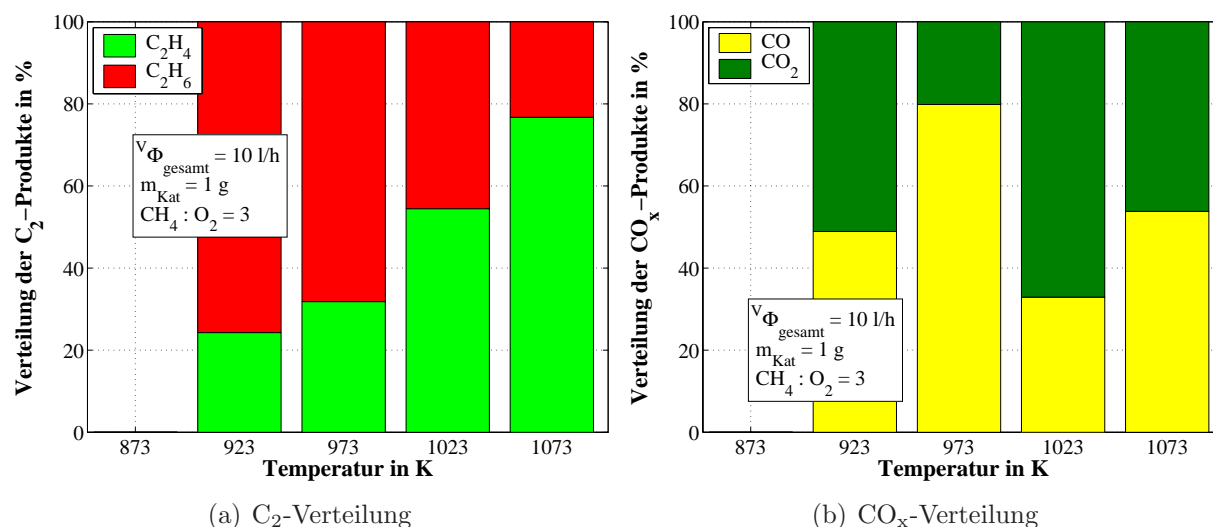 Verteilung der C2−Produkte in %
100
80
60
40
20
0
C2H4
C2H6
VΦgesamt = 10 l/h
mKat = 1 g
CH4 : O2 = 3
873 923 973 1023 1073
Temperatur in K
(a) C2-Verteilung
Verteilung der COx−Produkte in %
100
80
60
40
20
0
CO
CO2
VΦgesamt = 10 l/h
mKat = 1 g
CH4 : O2 = 3
873 923 973 1023 1073
Temperatur in K
(b) COx-Verteilung